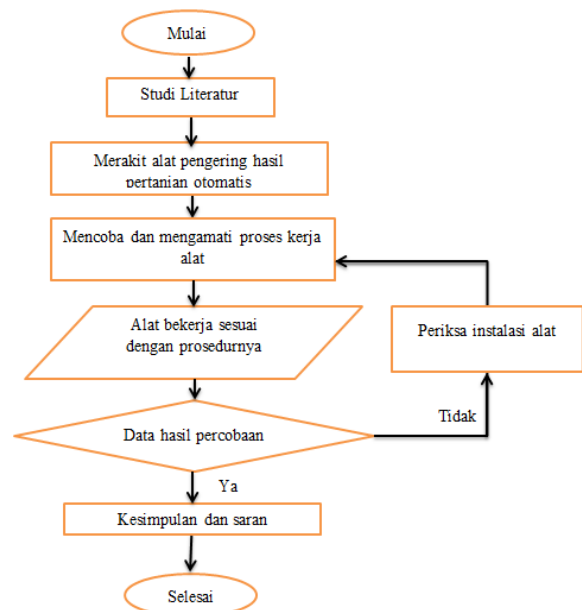 Mulai
Studi Literatur
Merakit alat pengering hasil
pertanian otomatis
Mencoba dan mengamati proses kerja
alat
Alat bekerja sesuai
dengan prosedurnya
Periksa instalasi alat
Tidak
Data hasil percobaan
Ya
Kesimpulan dan saran
Selesai